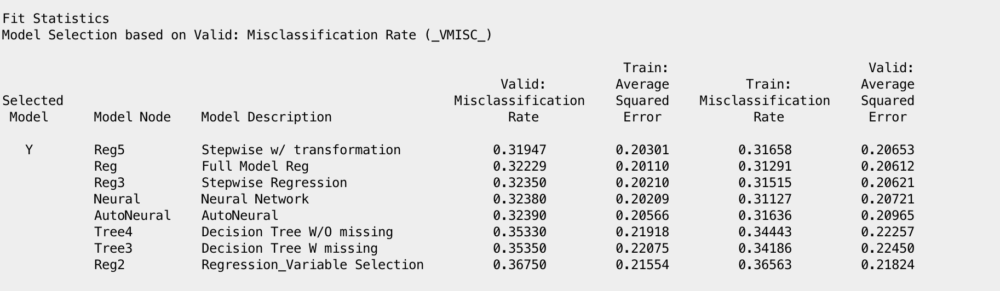 Fit Statistics
Model Selection based on Valid: Misclassification Rate (_VMISC_)
Train: Valid:
Valid: Average Train: Average
Selected Misclassification Squared Misclassification Squared
Model Model Node Model Description Rate Error Rate Error
Y Reg5 Stepwise w/ transformation 0.31947 0.20301 0.31658 0.20653
Reg Full Model Reg 0.32229 0.20110 0.31291 0.20612
Reg3 Stepwise Regression 0.32350 0.20210 0.31515 0.20621
Neural Neural Network 0.32380 0.20209 0.31127 0.20721
AutoNeural AutoNeural 0.32390 0.20566 0.31636 0.20965
Tree4 Decision Tree W/O missing 0.35330 0.21918 0.34443 0.22257
Tree3 Decision Tree W missing 0.35350 0.22075 0.34186 0.22450
Reg2 Regression_Variable Selection 0.36750 0.21554 0.36563 0.21824